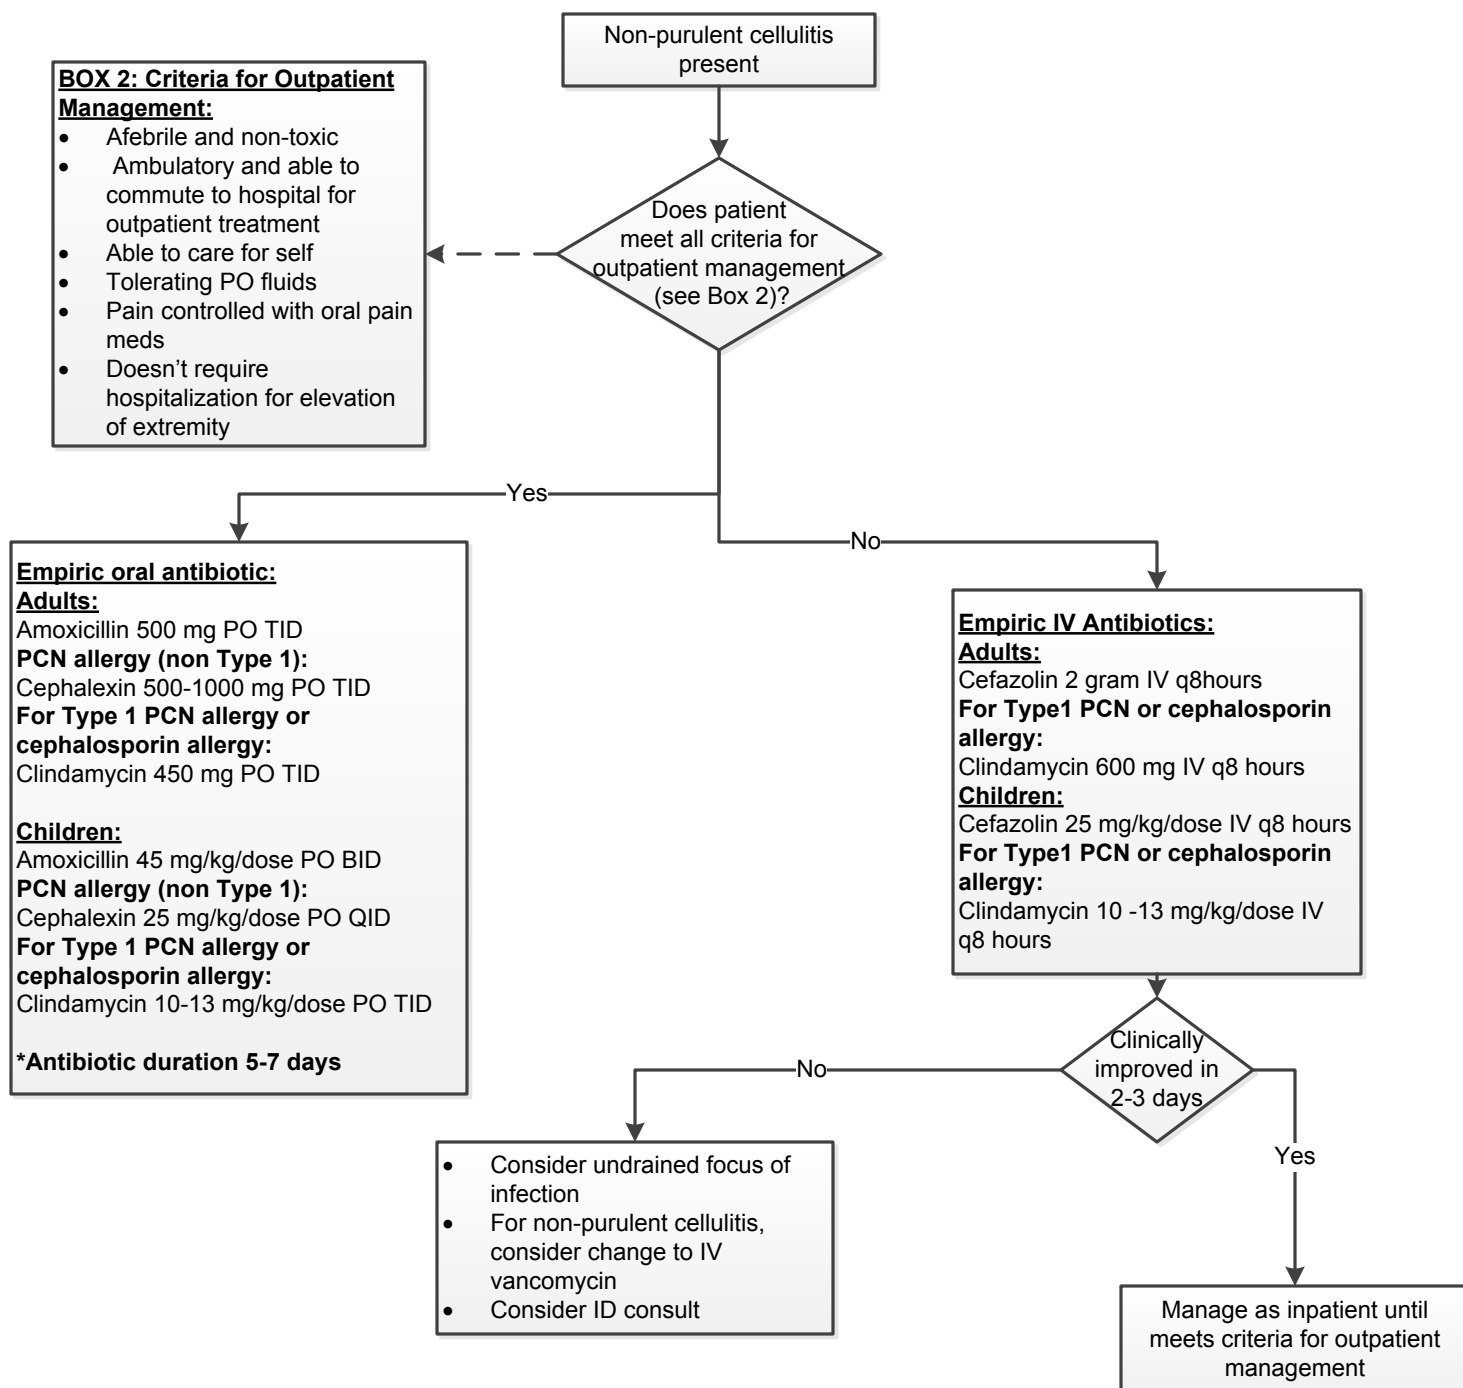 Non-purulent cellulitis
present
BOX 2: Criteria for Outpatient
Management:
• Afebrile and non-toxic
• Ambulatory and able to
commute to hospital for
outpatient treatment
• Able to care for self
• Tolerating PO fluids
• Pain controlled with oral pain
meds
• Doesn’t require
hospitalization for elevation
of extremity
Does patient
meet all criteria for
outpatient management
(see Box 2)?
Yes
No
Empiric oral antibiotic:
Adults:
Amoxicillin 500 mg PO TID
PCN allergy (non Type 1):
Cephalexin 500-1000 mg PO TID
For Type 1 PCN allergy or
cephalosporin allergy:
Clindamycin 450 mg PO TID
Children:
Amoxicillin 45 mg/kg/dose PO BID
PCN allergy (non Type 1):
Cephalexin 25 mg/kg/dose PO QID
For Type 1 PCN allergy or
cephalosporin allergy:
Clindamycin 10-13 mg/kg/dose PO TID
*Antibiotic duration 5-7 days
Empiric IV Antibiotics:
Adults:
Cefazolin 2 gram IV q8hours
For Type1 PCN or cephalosporin
allergy:
Clindamycin 600 mg IV q8 hours
Children:
Cefazolin 25 mg/kg/dose IV q8 hours
For Type1 PCN or cephalosporin
allergy:
Clindamycin 10 -13 mg/kg/dose IV
q8 hours
Clinically
improved in
2-3 days
No
Yes
• Consider undrained focus of
infection
• For non-purulent cellulitis,
consider change to IV
vancomycin
• Consider ID consult
Manage as inpatient until
meets criteria for outpatient
management